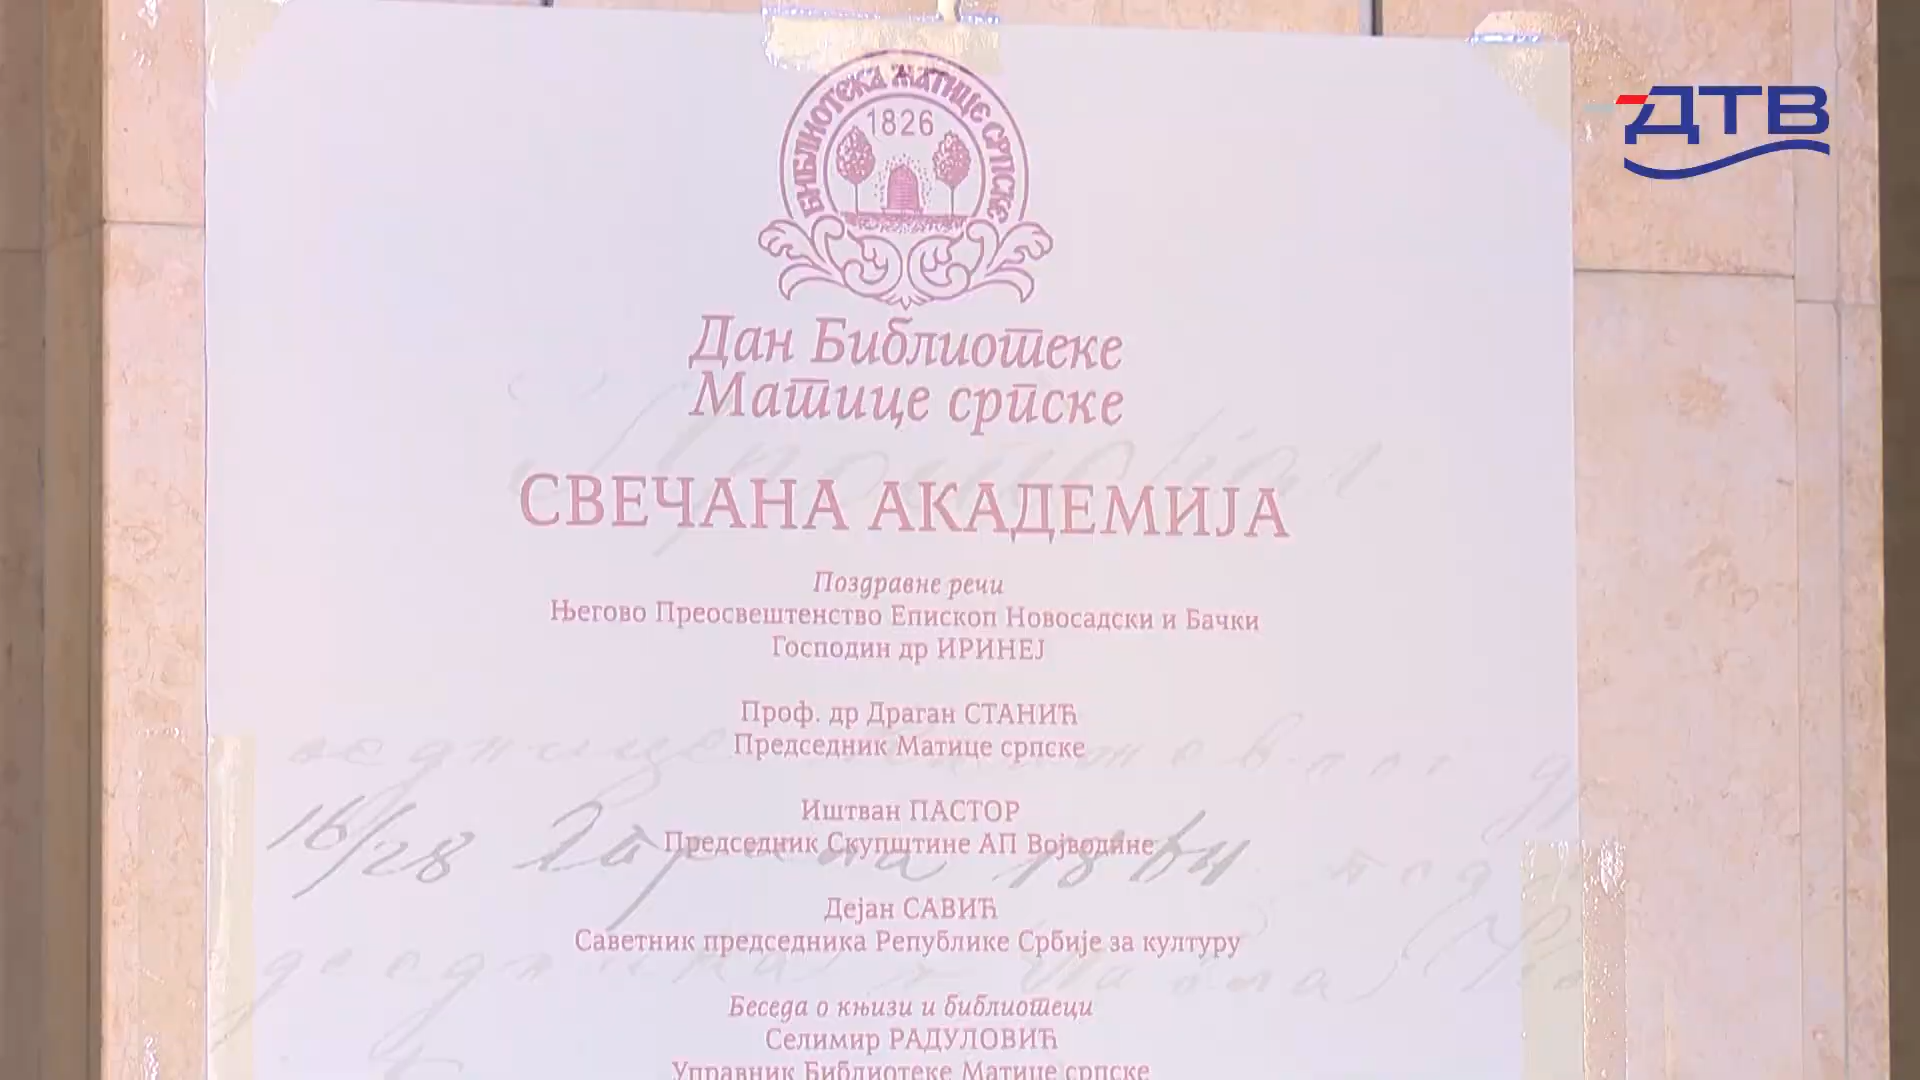 ДТВ
БИБЛИОТЕКА МАТИЦЕ СРПСКЕ
1826
Дан Библиотеке
Матице српске
СВЕЧАНА АКАДЕМИЈА
Поздравне речи
Његово Преосвештенство Епископ Новосадски и Бачки
Господин др ИРИНЕЈ
Проф. др Драган СТАНИЋ
Председник Матице српске
Иштван ПАСТОР
Председник Скупштине АП Војводине
16/28 1864
Дејан САВИЋ
Саветник председника Републике Србије за културу
Беседа о књизи и библиотеци
Селимир РАДУЛОВИЋ
Управник Библиотеке Матице српске